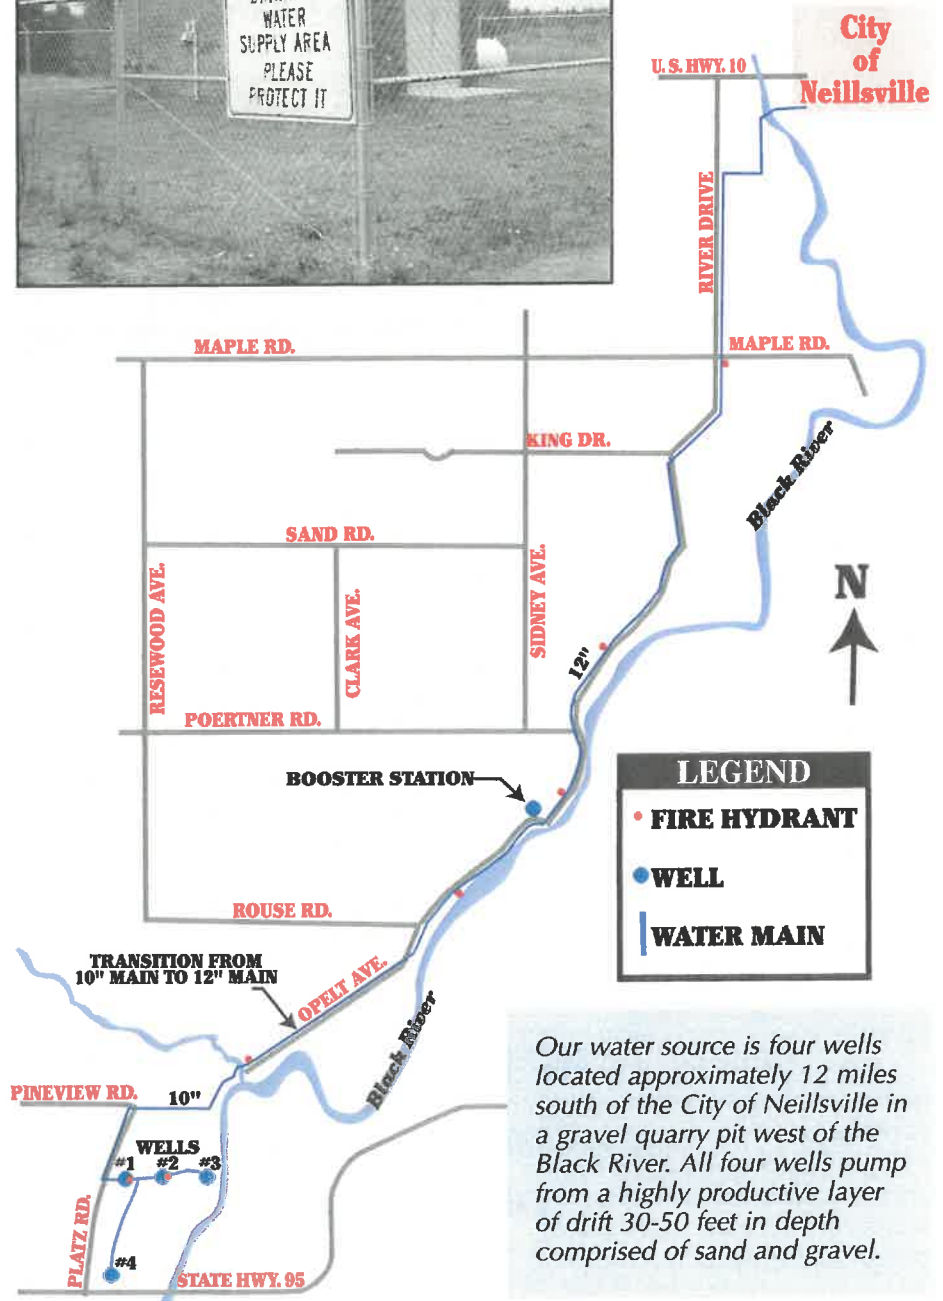 WATER
SUPPLY AREA
PLEASE
PROTECT IT
City
of
Neillsville
U.S. HWY. 10
RIVER DRIVE
MAPLE RD.
MAPLE RD.
KING DR.
Black River
SAND RD.
RESEWOOD AVE.
CLARK AVE.
SIDNEY AVE.
N
12"
POERTNER RD.
BOOSTER STATION
LEGEND
FIRE HYDRANT
WELL
WATER MAIN
ROUSE RD.
TRANSITION FROM
10" MAIN TO 12" MAIN
OPELT AVE.
Black River
PINEVIEW RD.
10"
WELLS
#1
#2
#3
#4
PLATZ RD.
STATE HWY. 95
Our water source is four wells
located approximately 12 miles
south of the City of Neillsville in
a gravel quarry pit west of the
Black River. All four wells pump
from a highly productive layer
of drift 30-50 feet in depth
comprised of sand and gravel.